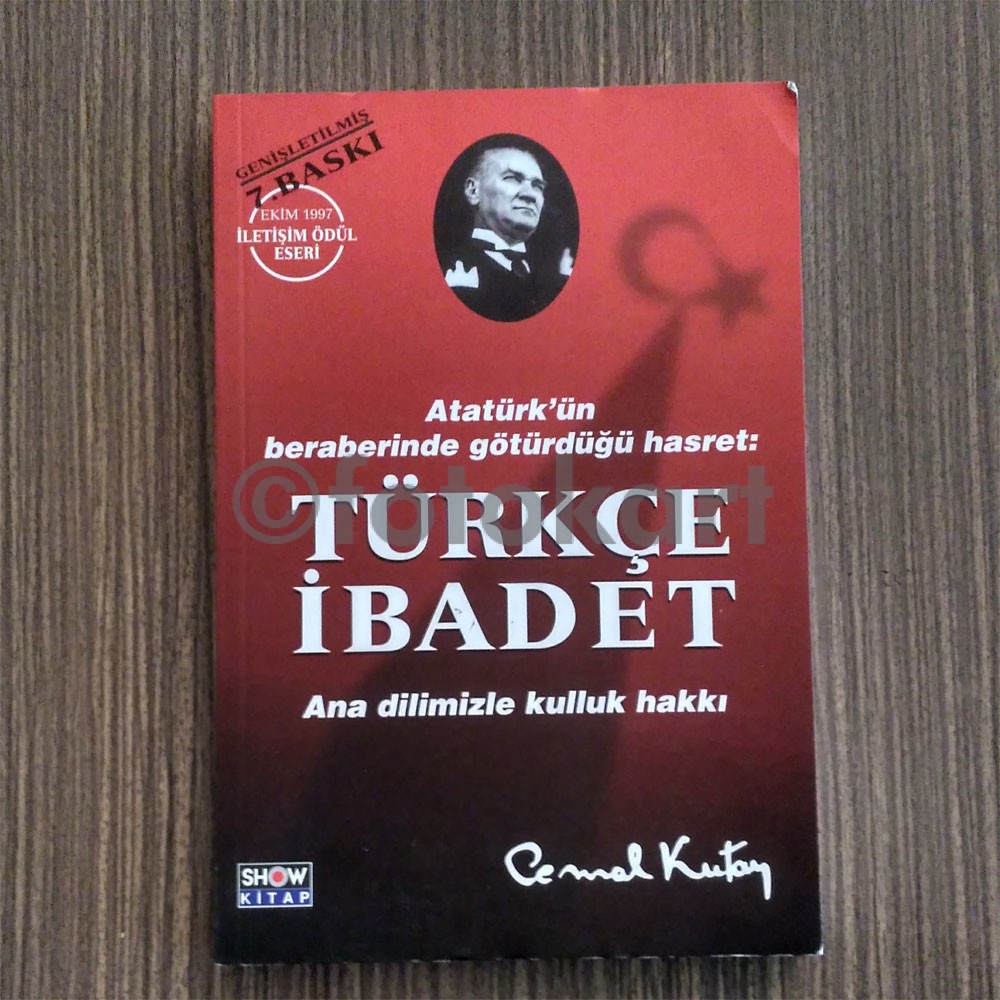 GENİŞLETİLMİŞ
7.BASKI
EKİM 1997
İLETİŞİM ÖDÜL
ESERİ
Atatürk'ün
beraberinde götürdüğü hasret:
©fotokart
TÜRKÇE
İBADET
Ana dilimizle kulluk hakkı
Cemal Kutay
SHOW
KİTAP